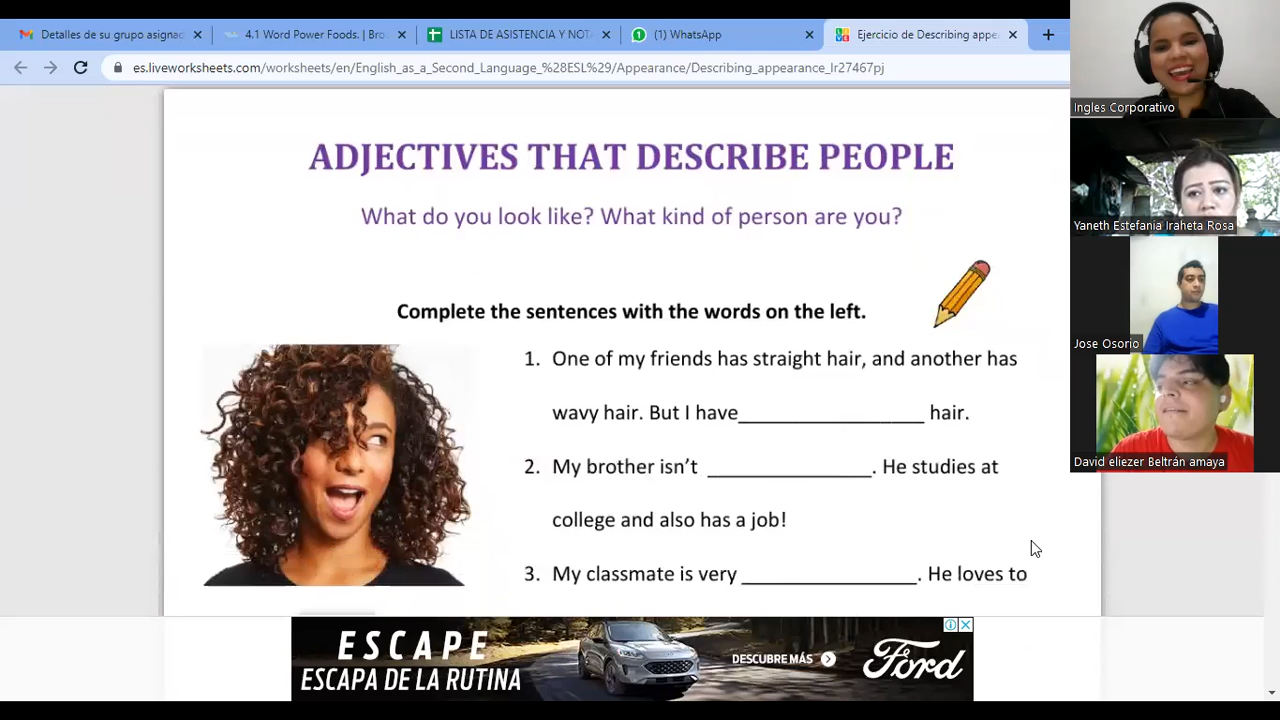 Detalles de su grupo asignac
4.1 Word Power Foods. | Bro
LISTA DE ASISTENCIA Y NOT
(1) WhatsApp
Ejercicio de Describing appe
es.liveworksheets.com/worksheets/en/English_as_a_Second_Language_%28ESL%29/Appearance/Describing_appearance_lr27467pj
Ingles Corporativo
Yaneth Estefania Iraheta Rosa
Jose Osorio
David eliezer Beltrán amaya
ADJECTIVES THAT DESCRIBE PEOPLE
What do you look like? What kind of person are you?
Complete the sentences with the words on the left.
1. One of my friends has straight hair, and another has
wavy hair. But I have_________________ hair.
2. My brother isn’t _______________. He studies at
college and also has a job!
3. My classmate is very ________________. He loves to
ESCAPE
ESCAPA DE LA RUTINA
DESCUBRE MÁS
Ford